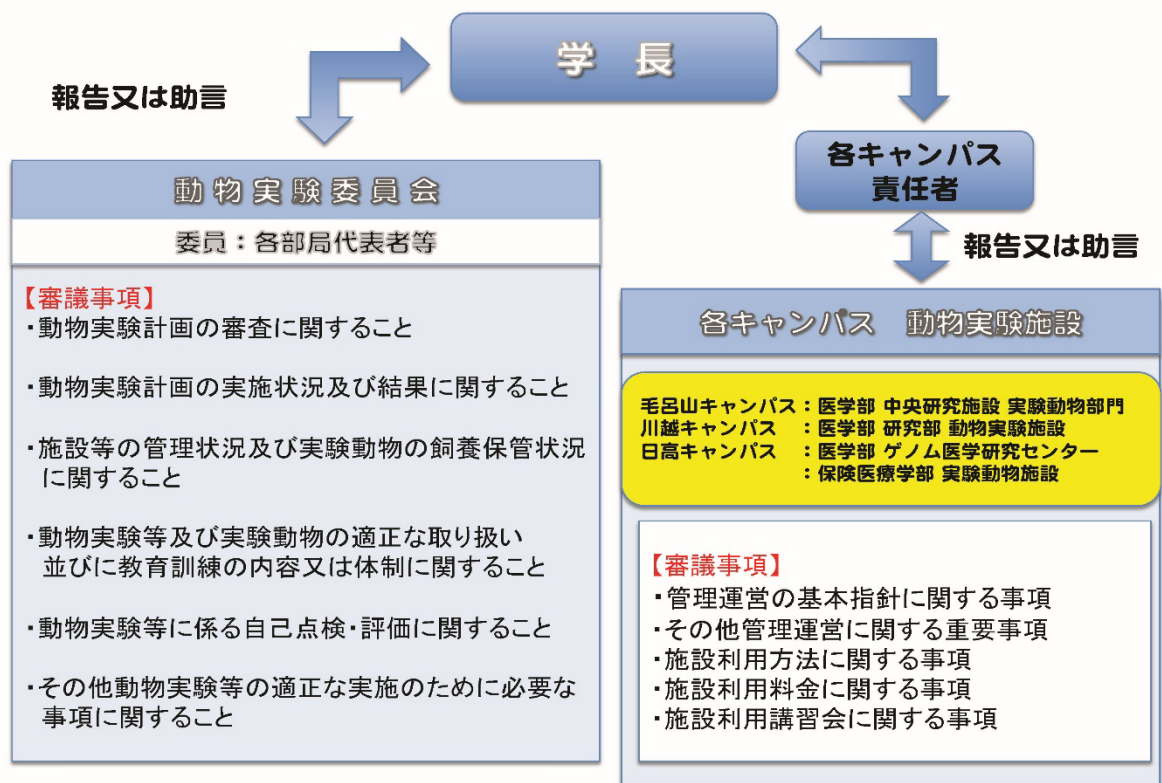 学 長
報告又は助言
動物実験委員会
委員：各部局代表者等
【審議事項】
・動物実験計画の審査に関すること
・動物実験計画の実施状況及び結果に関すること
・施設等の管理状況及び実験動物の飼養保管状況
に関すること
・動物実験等及び実験動物の適正な取り扱い
並びに教育訓練の内容又は体制に関すること
・動物実験等に係る自己点検・評価に関すること
・その他動物実験等の適正な実施のために必要な
事項に関すること
各キャンパス
責任者
報告又は助言
各キャンパス 動物実験施設
毛呂山キャンパス：医学部 中央研究施設 実験動物部門
川越キャンパス ：医学部 研究部 動物実験施設
日高キャンパス ：医学部 ゲノム医学研究センター
：保険医療学部 実験動物施設
【審議事項】
・管理運営の基本指針に関する事項
・その他管理運営に関する重要事項
・施設利用方法に関する事項
・施設利用料金に関する事項
・施設利用講習会に関する事項